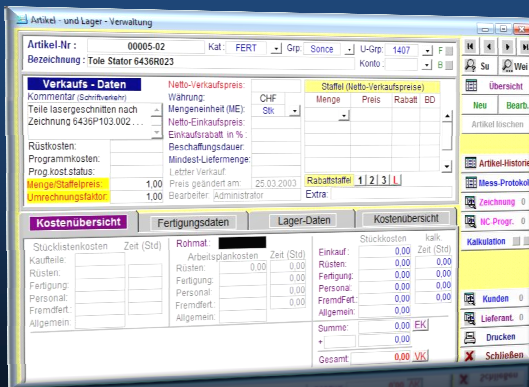 Artikel - und Lager - Verwaltung
Artikel-Nr : 00005-02 Kat : FERT Grp: Sonce U-Grp: 1407 F
Bezeichnung : Tole Stator 6436R023 Konto : B
Verkaufs - Daten
Kommentar (Schriftverkehr)
Teile lasergeschnitten nach
Zeichnung 6436P103.002 . . .
Rüstkosten:
Programmkosten:
Prog.kost.status:
Menge/Staffelpreis: 1,00
Umrechnungsfaktor: 1,00
Netto-Verkaufspreis:
Währung: CHF
Mengeneinheit (ME): Stk
Netto-Einkaufspreis:
Einkaufsrabatt in % :
Beschaffungsdauer:
Mindest-Liefermenge:
Letzter Verkauf
Preis geändert am: 25.03.2003
Bearbeiter Administrator
Staffel (Netto-Verkaufspreise)
Menge Preis Rabatt BD
Rabattstaffel 1 2 3 L
Extra:
Kostenübersicht Fertigungsdaten Lager-Daten Kostenübersicht
Stücklistenkosten Zeit (Std)
Kaufteile:
Rüsten:
Fertigung:
Personal:
Fremdfert.:
Allgemein:
Rohmat.:
Arbeitsplankosten Zeit (Std)
Rüsten: 0,00 0,00
Fertigung:
Personal:
Fremdfert.:
Allgemein:
Stückkosten kalk.
Einkauf: 0,00 Zeit (Std)
Rüsten: 0,00 0,00
Fertigung: 0,00 0,00
Personal: 0,00 0,00
FremdFert.: 0,00 0,00
Allgemein: 0,00
Summe: 0,00 EK
+ 0,00
Gesamt: 0,00 VK
Su Wei
Übersicht
Neu Bearb.
Artikel löschen
Artikel-Historie
Mess-Protokol
Zeichnung 0
NC-Progr. 0
Kalkulation
Kunden 0
Lieferant. 0
Drucken
Schließen